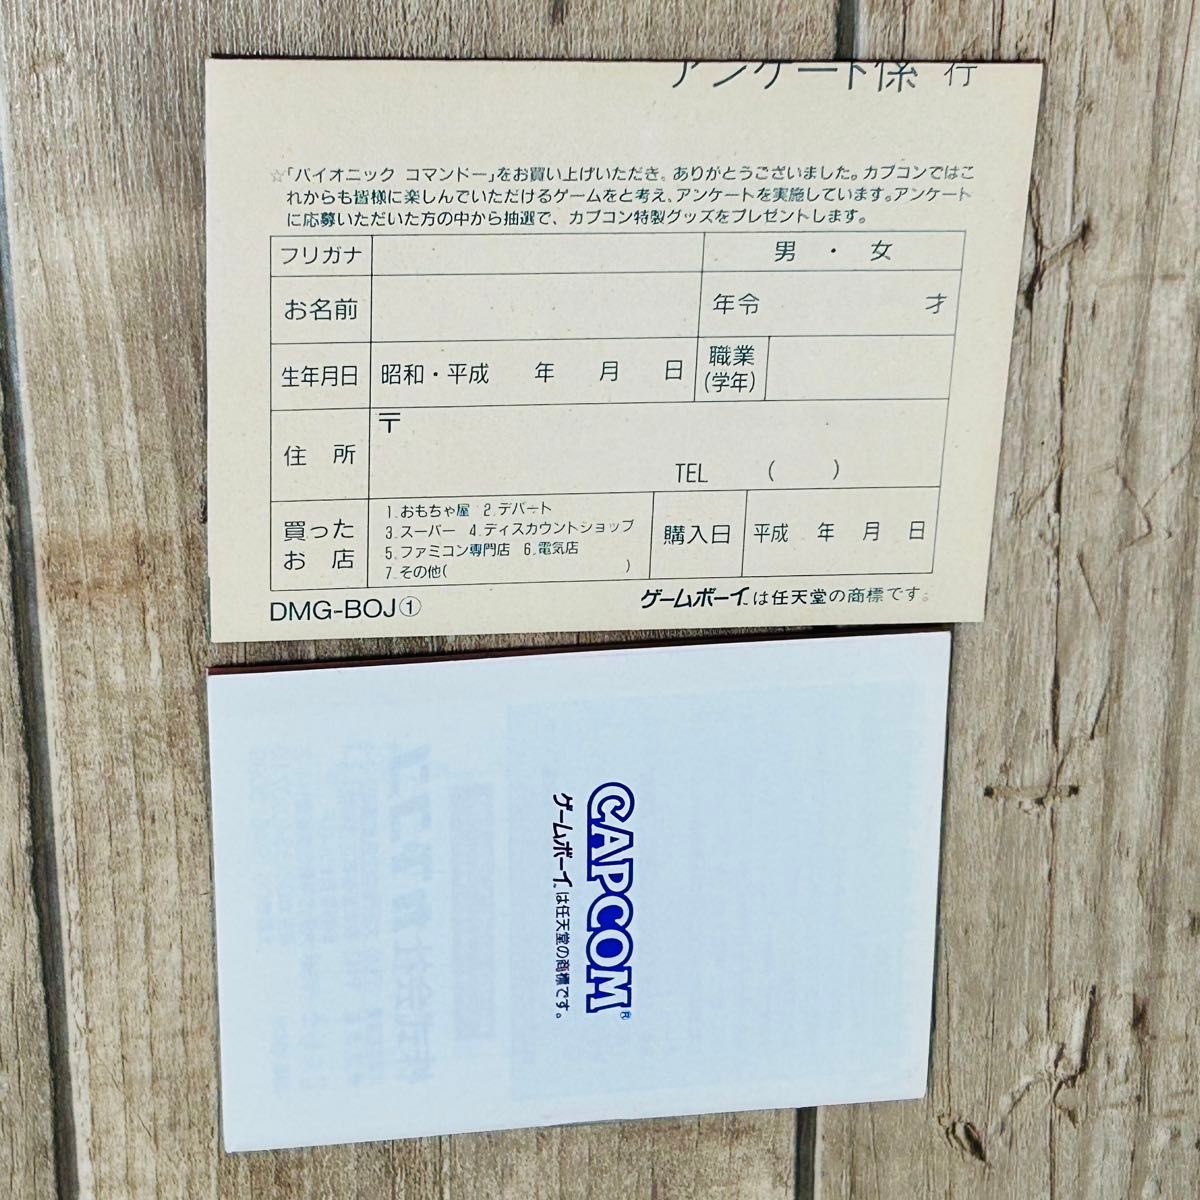 アンケート係 行
☆「バイオニック コマンドー」をお買い上げいただき、ありがとうございました。カプコンではこ
れからも皆様に楽しんでいただけるゲームをと考え、アンケートを実施しています。アンケート
に応募いただいた方の中から抽選で、カプコン特製グッズをプレゼントします。
フリガナ 男・女
お名前 年令 才
生年月日 昭和・平成 年 月 日 職業(学年)
住所 〒 TEL ( )
買ったお店
1.おもちゃ屋 2.デパート
3.スーパー 4.ディスカウントショップ
5.ファミコン専門店 6.電気店
7.その他( )
購入日 平成 年 月 日
DMG-BOJ① ゲームボーイ™は任天堂の商標です。
CAPCOM®
ゲームボーイ™は任天堂の商標です。